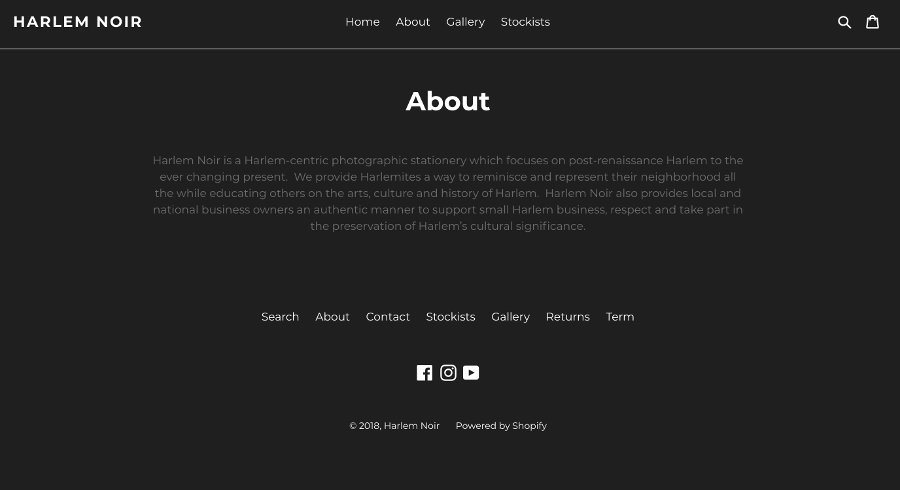 HARLEM NOIR
Home About Gallery Stockists
About
Harlem Noir is a Harlem-centric photographic stationery which focuses on post-renaissance Harlem to the
ever changing present.  We provide Harlemites a way to reminisce and represent their neighborhood all
the while educating others on the arts, culture and history of Harlem.  Harlem Noir also provides local and
national business owners an authentic manner to support small Harlem business, respect and take part in
the preservation of Harlem's cultural significance.
Search About Contact Stockists Gallery Returns Term
© 2018, Harlem Noir Powered by Shopify